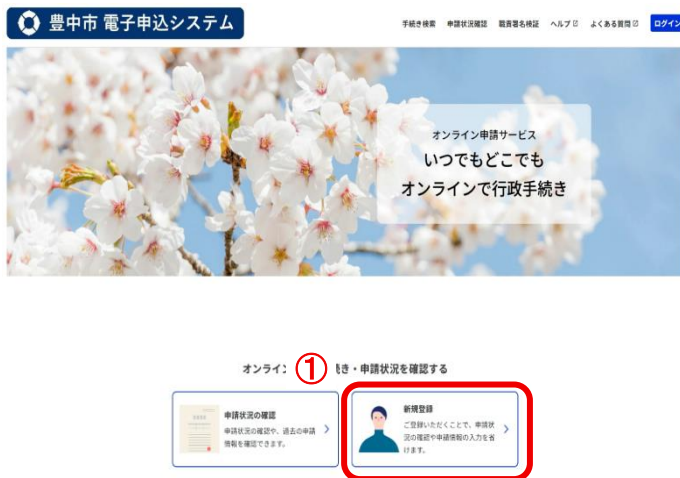 豊中市 電子申込システム
手続き検索 申請状況確認 職責署名検証 ヘルプ よくある質問 ログイン
オンライン申請サービス
いつでもどこでも
オンラインで行政手続き
オンライン ① 続き・申請状況を確認する
申請状況の確認
申請状況の確認や、過去の申請
情報を確認できます。
新規登録
ご登録いただくことで、申請状
況の確認や申請情報の入力を省
けます。